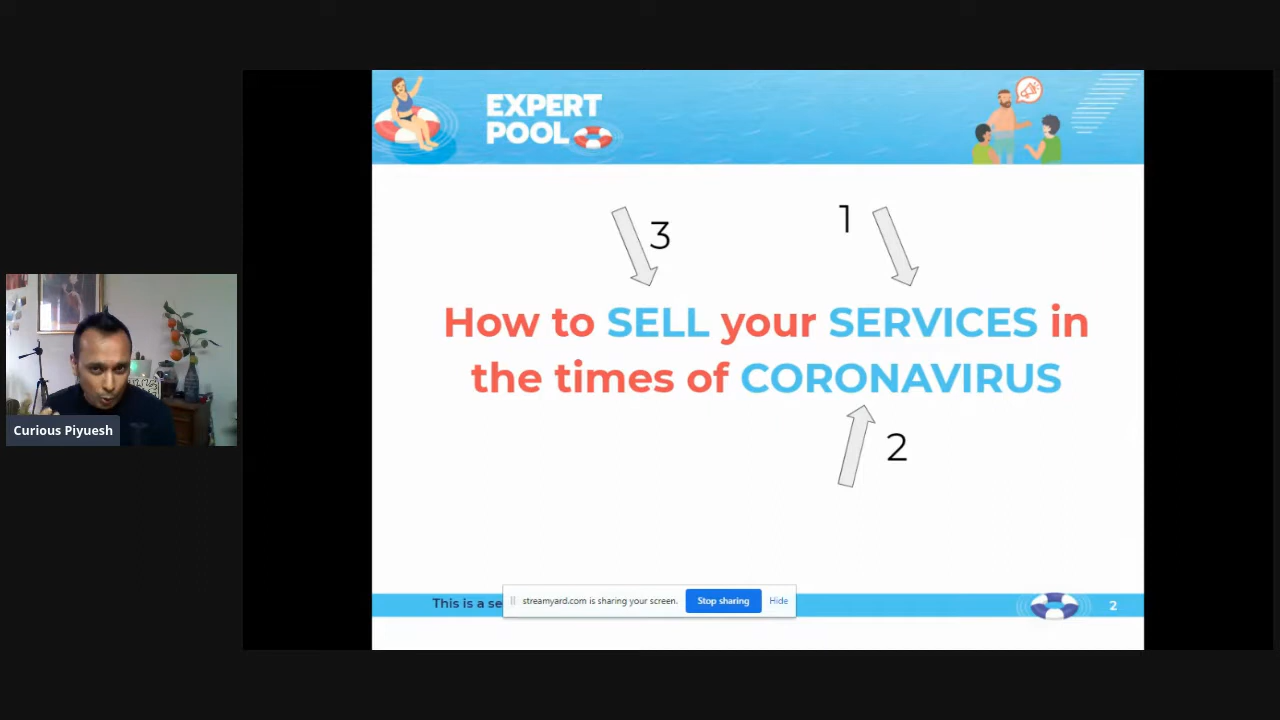 EXPERT
POOL
3
1
How to SELL your SERVICES in
the times of CORONAVIRUS
2
Curious Piyuesh
This is a se
streamyard.com is sharing your screen.
Stop sharing
Hide
2